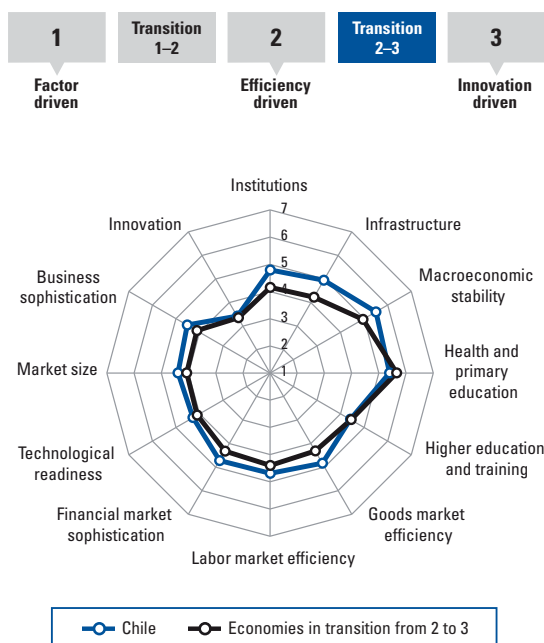 1
Transition
1–2
2
Transition
2–3
3
Factor
driven
Efficiency
driven
Innovation
driven
Institutions
7
Innovation
Infrastructure
6
Business
sophistication
5
Macroeconomic
stability
4
3
2
Market size
1
Health and
primary
education
Technological
readiness
Higher education
and training
Financial market
sophistication
Goods market
efficiency
Labor market efficiency
Chile
Economies in transition from 2 to 3